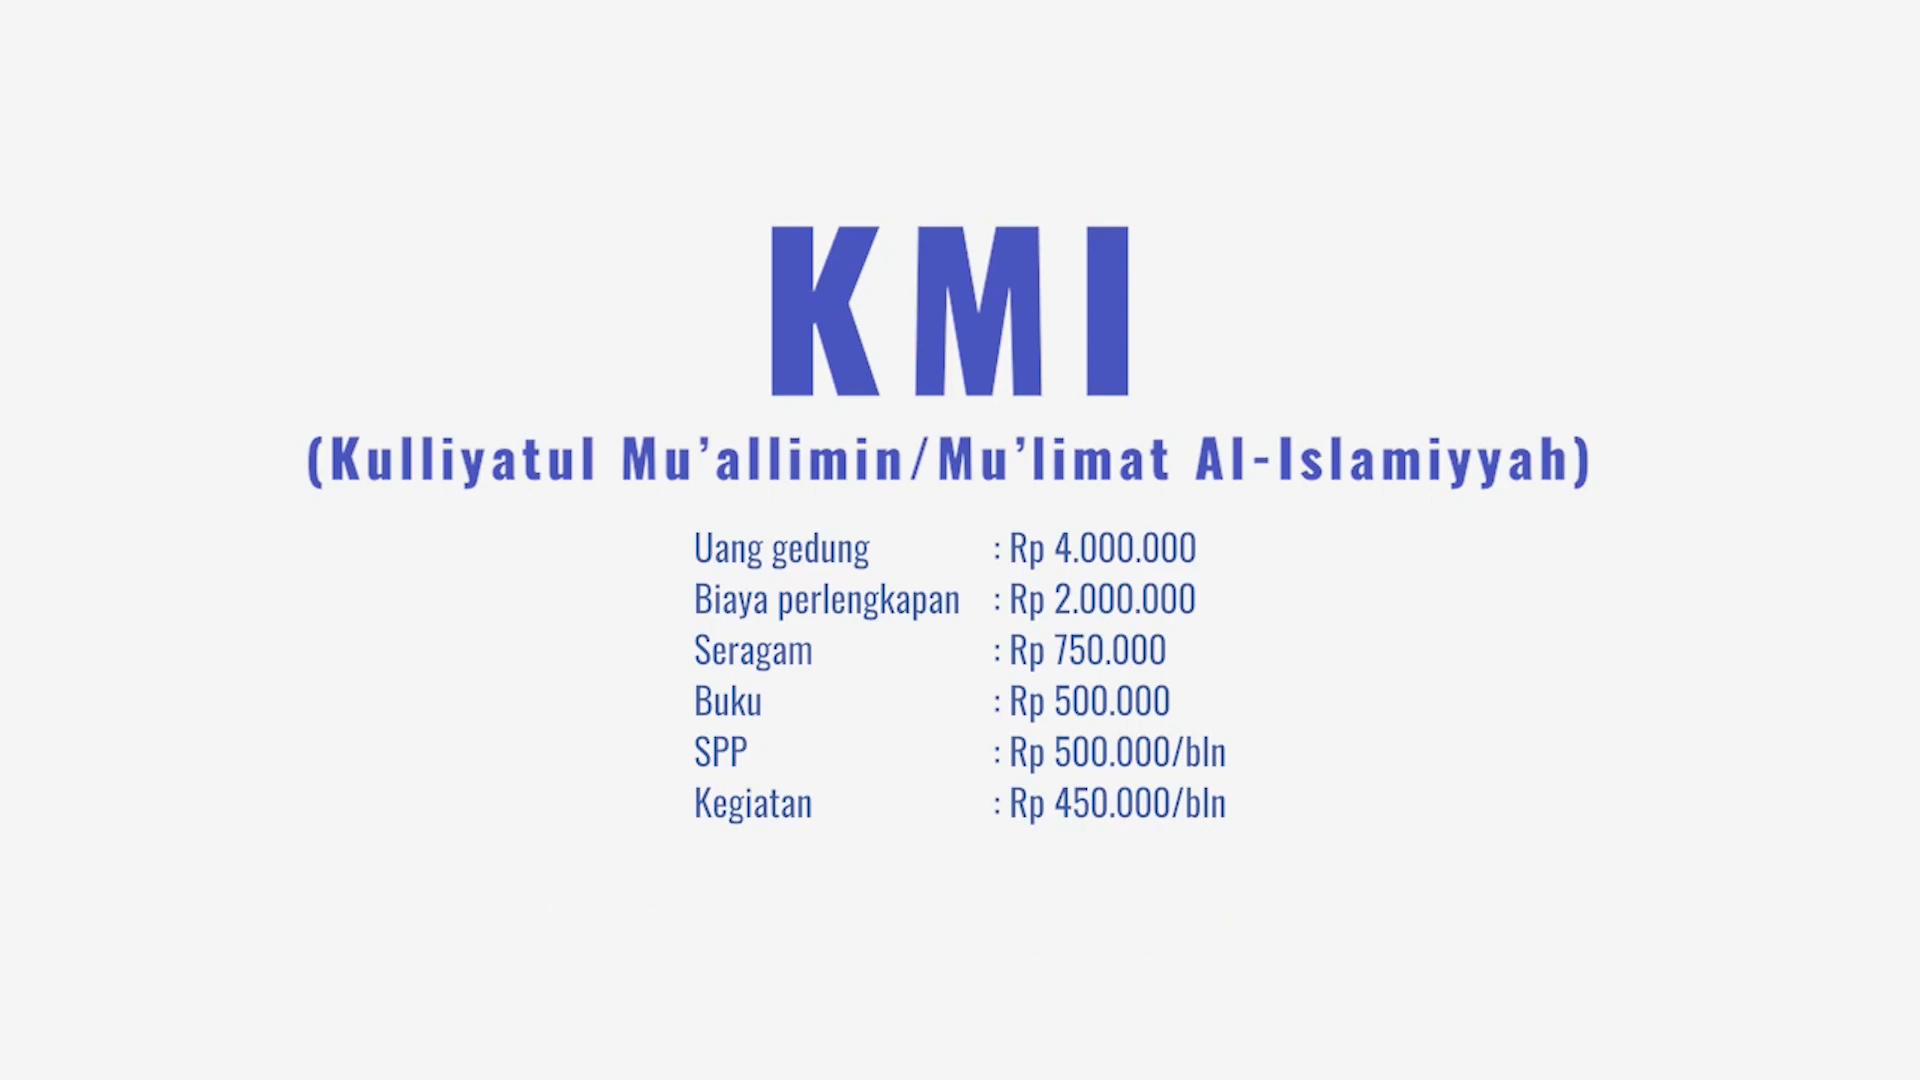 KMI
(Kulliyatul Mu’allimin/Mu’limat Al-Islamiyyah)
Uang gedung : Rp 4.000.000
Biaya perlengkapan : Rp 2.000.000
Seragam : Rp 750.000
Buku : Rp 500.000
SPP : Rp 500.000/bln
Kegiatan : Rp 450.000/bln